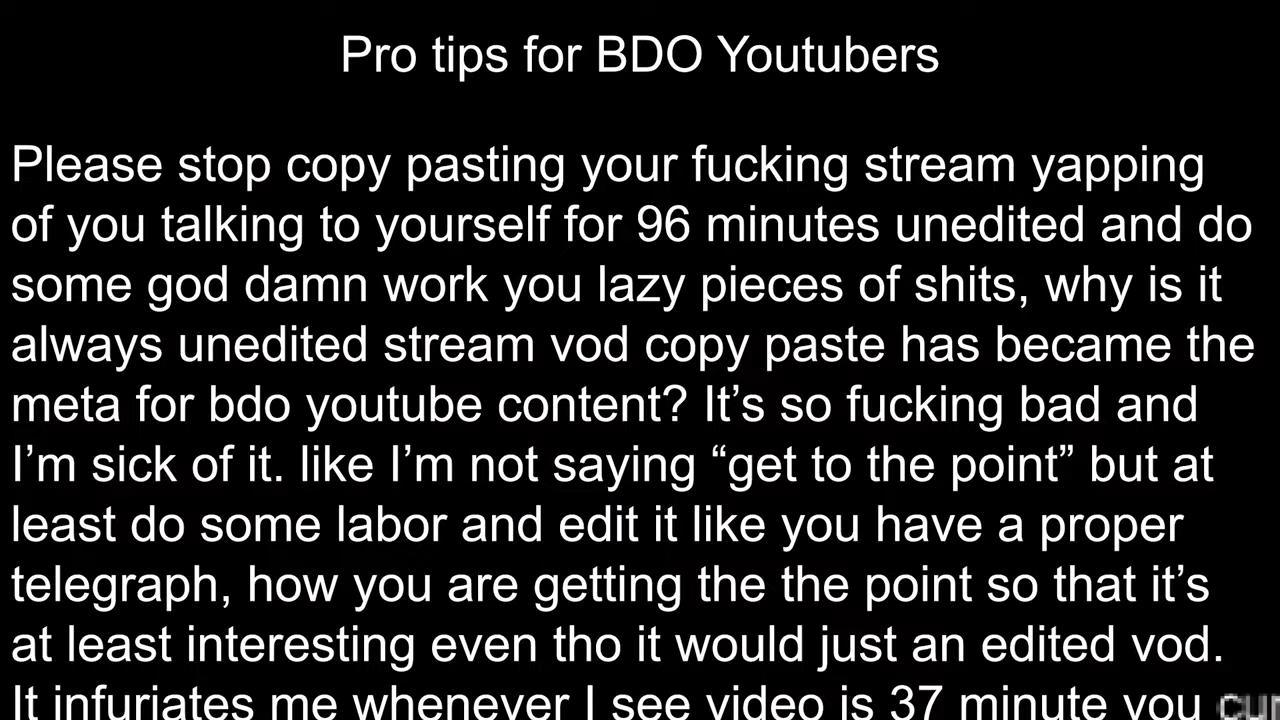 Pro tips for BDO Youtubers
Please stop copy pasting your fucking stream yapping
of you talking to yourself for 96 minutes unedited and do
some god damn work you lazy pieces of shits, why is it
always unedited stream vod copy paste has became the
meta for bdo youtube content? It’s so fucking bad and
I’m sick of it. like I’m not saying “get to the point” but at
least do some labor and edit it like you have a proper
telegraph, how you are getting the the point so that it’s
at least interesting even tho it would just an edited vod.
It infuriates me whenever I see video is 37 minute you